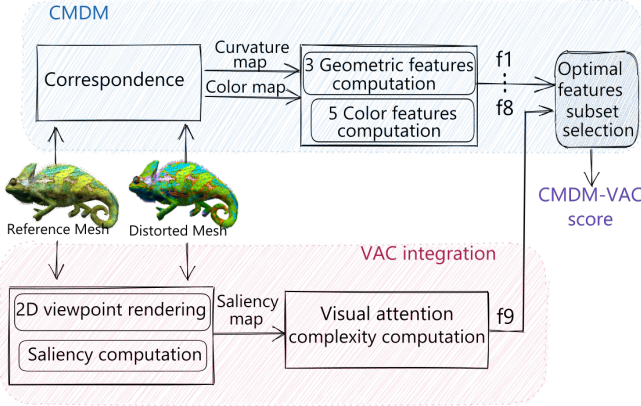 CMDM
Correspondence
Curvature
map
Color map
3 Geometric features
computation
5 Color features
computation
f1
f8
Optimal
features
subset
selection
CMDM-VAC
score
Reference Mesh
Distorted Mesh
VAC integration
2D viewpoint rendering
Saliency computation
Saliency
map
Visual attention
complexity computation
f9